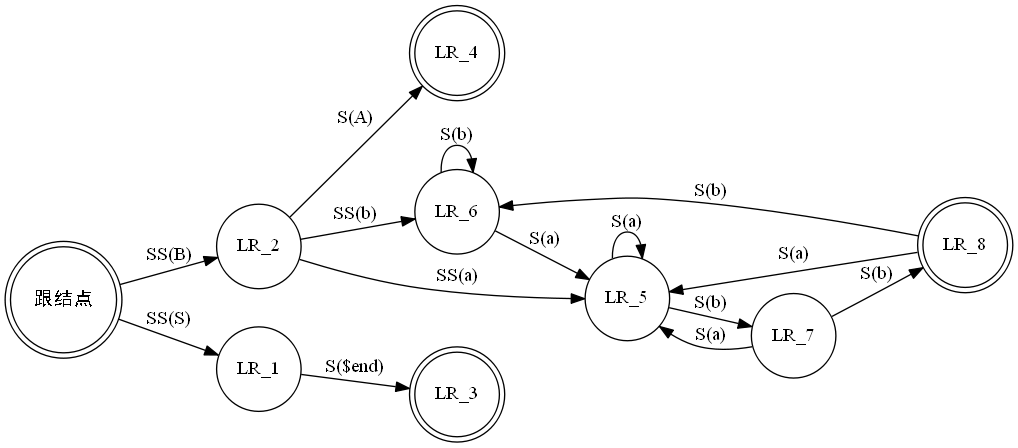 LR_4
S(A)
S(b)
S(b)
LR_6
SS(b)
S(a)
S(a)
LR_8
LR_2
SS(B)
S(a)
SS(a)
S(b)
跟结点
LR_5
S(b)
SS(S)
S(a)
LR_7
LR_1
S($end)
LR_3